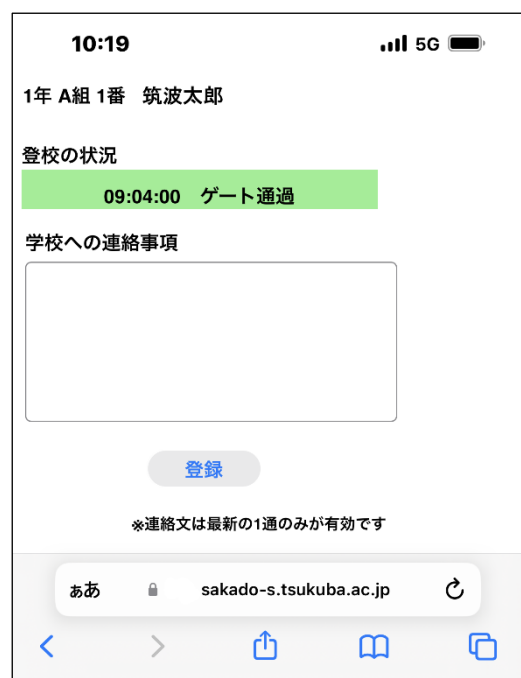 10:19 5G
1年 A組 1番 筑波太郎
登校の状況
09:04:00 ゲート通過
学校への連絡事項
登録
※連絡文は最新の1通のみが有効です
ぁあ sakado-s.tsukuba.ac.jp